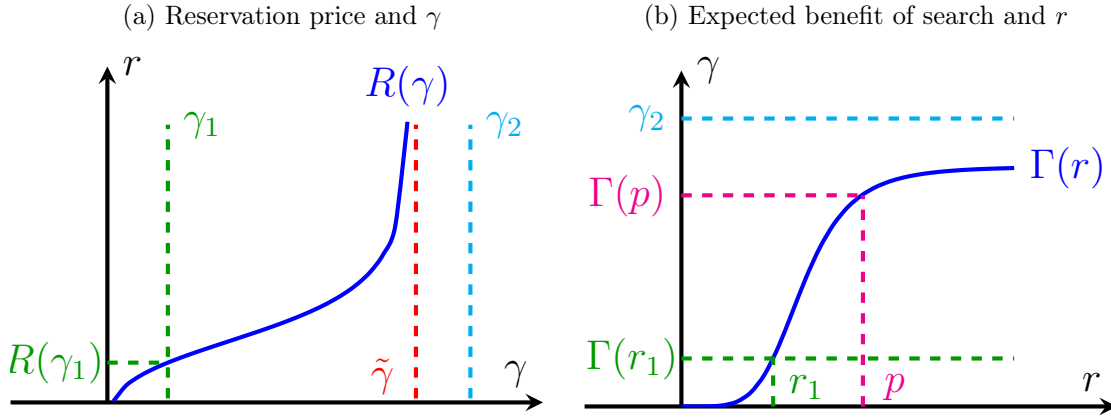 (a) Reservation price and γ
r
R(γ)
γ₁
γ₂
R(γ₁)
γ̃
γ
(b) Expected benefit of search and r
γ
γ₂
Γ(r)
Γ(p)
Γ(r₁)
r₁
p
r